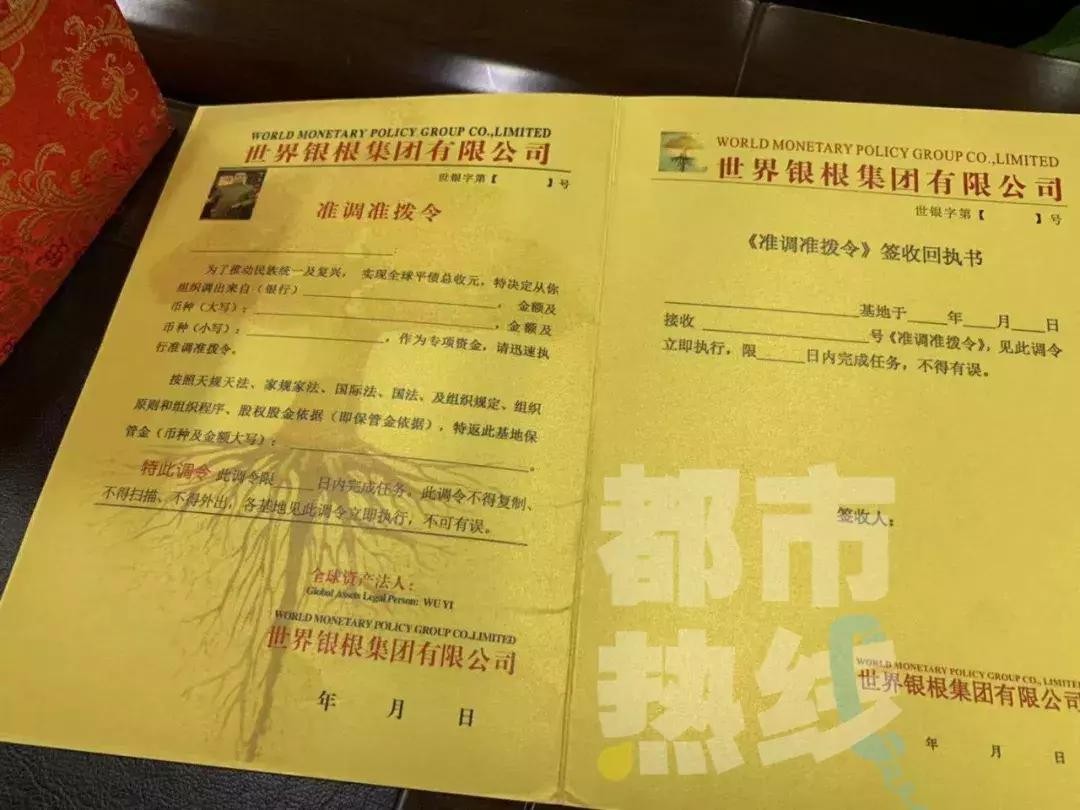 WORLD MONETARY POLICY GROUP CO.,LIMITED
世界银根集团有限公司
世银字第【 】号
准调准拨令
为了推动民族统一及复兴，实现全球平债总收元，特决定从你
组织调出来自（银行） ，金额及
币种（大写）： ，金额及
币种（小写）： ，作为专项资金，请迅速执
行准调准拨令。
按照天规天法、家规家法、国际法、国法、及组织规定、组织
原则和组织程序、股权股金依据（即保管金依据），特返此基地保
管金（币种及金额大写）： 。
特此调令 此调令限 日内完成任务。此调令不得复制、
不得扫描、不得外出，各基地见此调令立即执行，不可有误。
全球资产法人：
Global Assets Legal Person: WU YI
WORLD MONETARY POLICY GROUP CO.,LIMITED
世界银根集团有限公司
年 月 日
WORLD MONETARY POLICY GROUP CO.,LIMITED
世界银根集团有限公司
世银字第【 】号
《准调准拨令》签收回执书
基地于 年 月 日
接收 号《准调准拨令》，见此调令
立即执行，限 日内完成任务，不得有误。
签收人：
WORLD MONETARY POLICY GROUP CO., LIMITED
世界银根集团有限公司
年 月 日
都市
热线